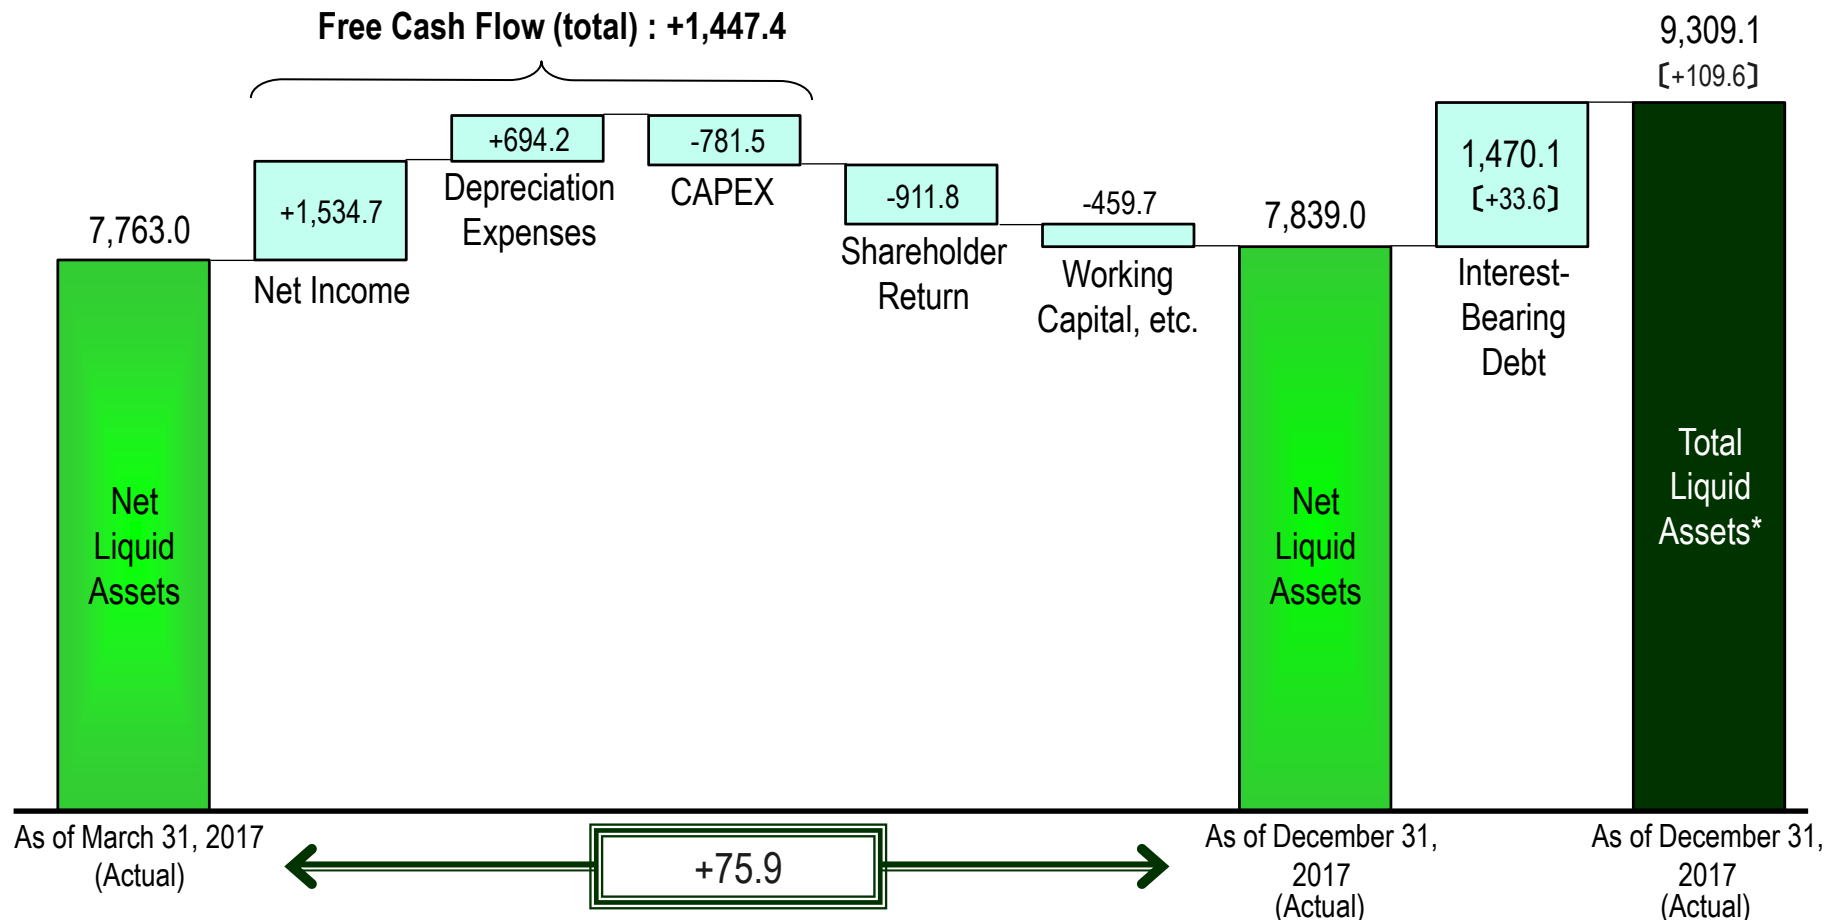 Free Cash Flow (total) : +1,447.4
9,309.1
〔+109.6〕
7,763.0
+1,534.7
Net Income
+694.2
Depreciation
Expenses
-781.5
CAPEX
-911.8
Shareholder
Return
-459.7
Working
Capital, etc.
7,839.0
1,470.1
〔+33.6〕
Interest-
Bearing
Debt
Net
Liquid
Assets
Net
Liquid
Assets
Total
Liquid
Assets*
As of March 31, 2017
(Actual)
+75.9
As of December 31,
2017
(Actual)
As of December 31,
2017
(Actual)